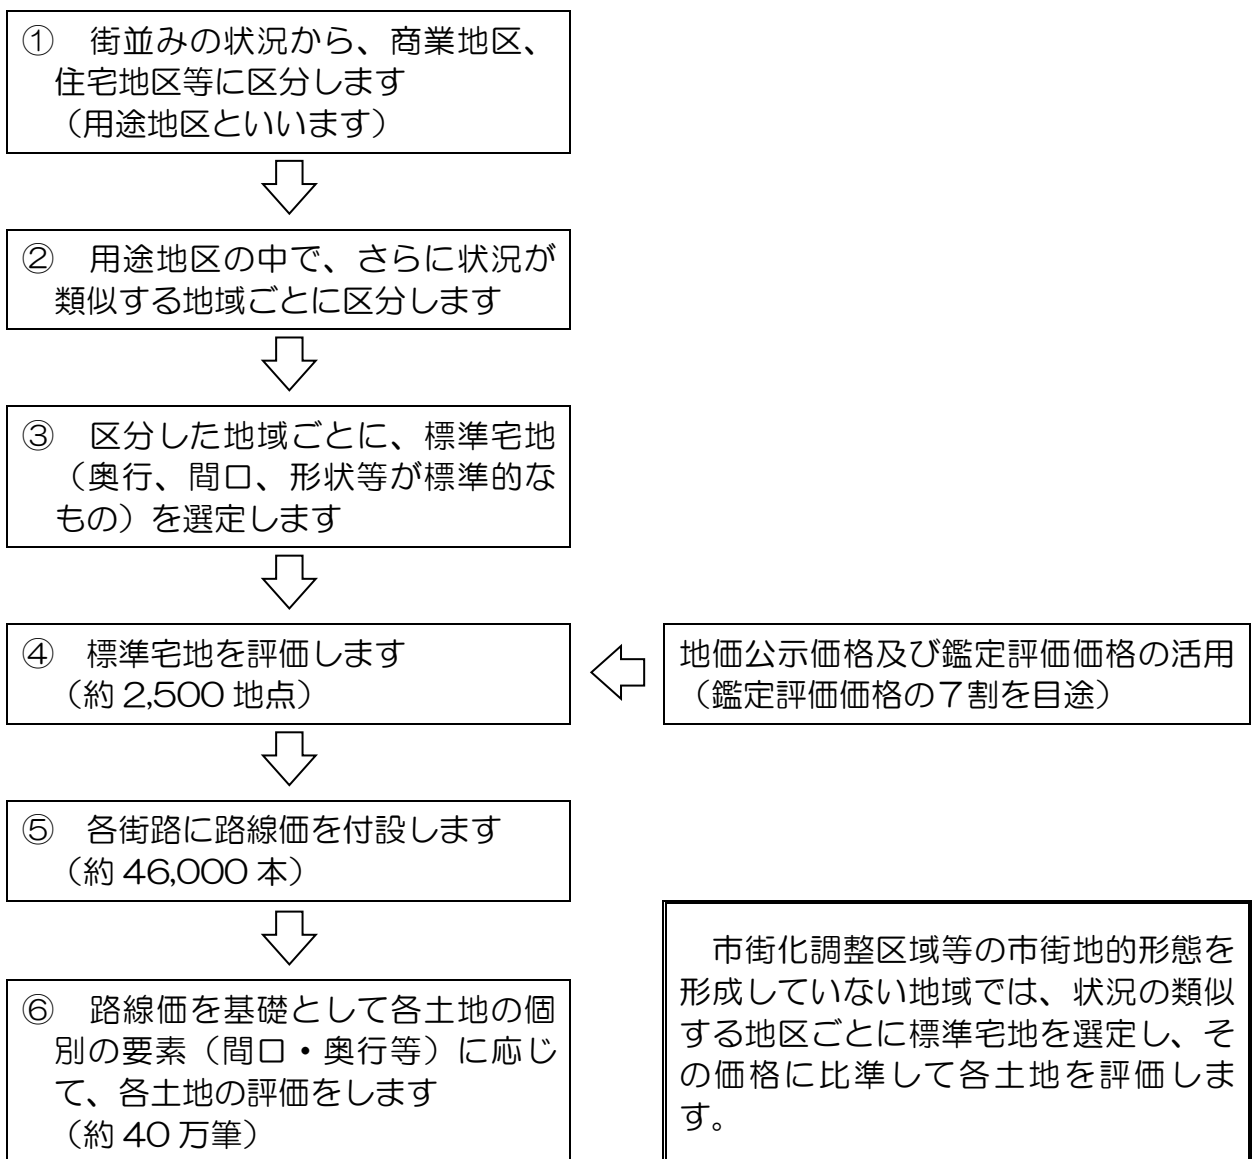 ① 街並みの状況から、商業地区、
住宅地区等に区分します
（用途地区といいます）
② 用途地区の中で、さらに状況が
類似する地域ごとに区分します
③ 区分した地域ごとに、標準宅地
（奥行、間口、形状等が標準的な
もの）を選定します
④ 標準宅地を評価します
（約 2,500 地点）
地価公示価格及び鑑定評価価格の活用
（鑑定評価価格の７割を目途）
⑤ 各街路に路線価を付設します
（約 46,000 本）
⑥ 路線価を基礎として各土地の個
別の要素（間口・奥行等）に応じ
て、各土地の評価をします
（約 40 万筆）
市街化調整区域等の市街地的形態を
形成していない地域では、状況の類似
する地区ごとに標準宅地を選定し、そ
の価格に比準して各土地を評価しま
す。